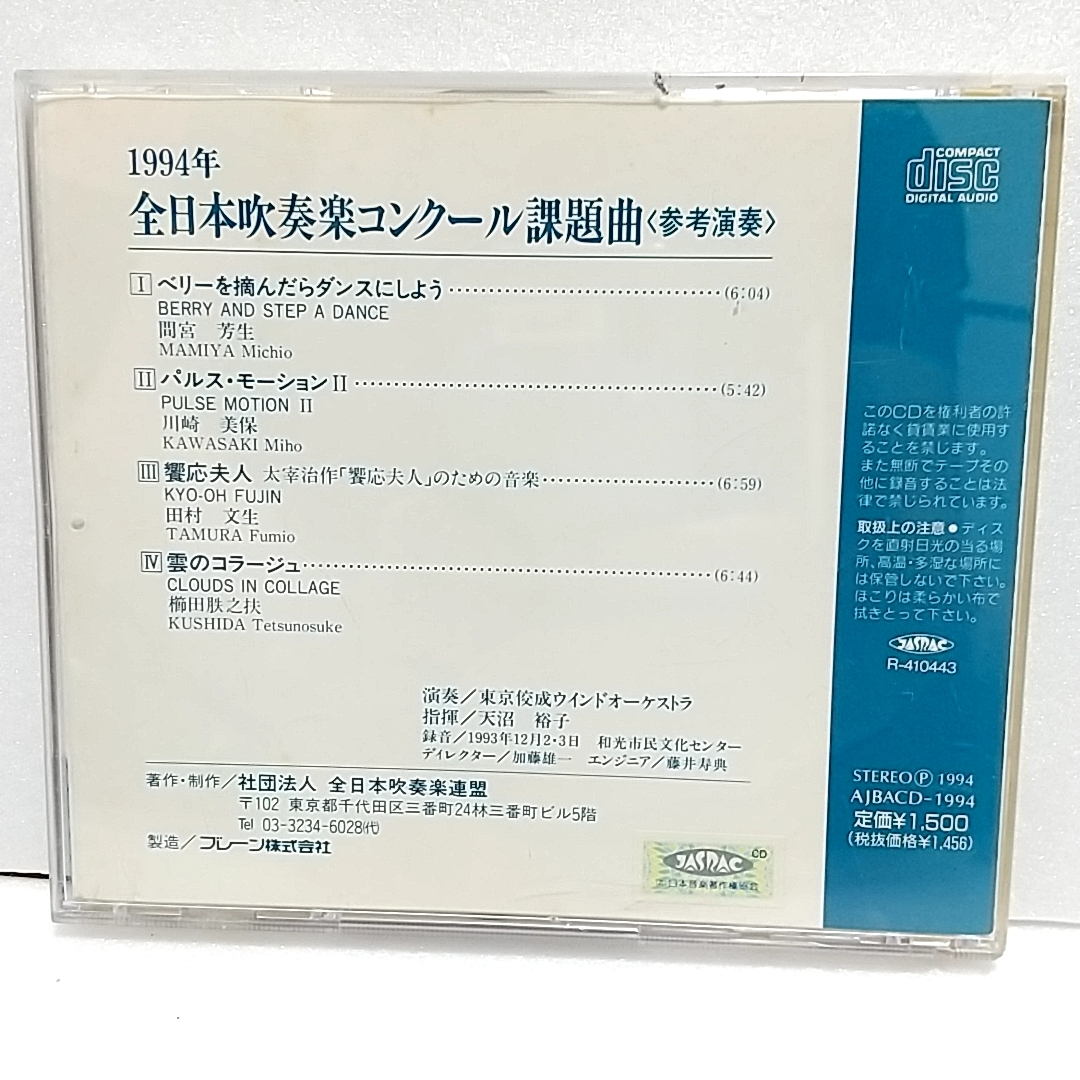 1994年
全日本吹奏楽コンクール課題曲〈参考演奏〉
I ベリーを摘んだらダンスにしよう……………………………(6:04)
BERRY AND STEP A DANCE
間宮 芳生
MAMIYA Michio
II パルス・モーションII……………………………………(5:42)
PULSE MOTION II
川崎 美保
KAWASAKI Miho
III 饗応夫人 太宰治作「饗応夫人」のための音楽…………………(6:59)
KYO-OH FUJIN
田村 文生
TAMURA Fumio
IV 雲のコラージュ…………………………………………(6:44)
CLOUDS IN COLLAGE
櫛田胅之扶
KUSHIDA Tetsunosuke
演奏／東京佼成ウインドオーケストラ
指揮／天沼 裕子
録音／1993年12月2・3日 和光市民文化センター
ディレクター／加藤雄一 エンジニア／藤井寿典
著作・制作／社団法人 全日本吹奏楽連盟
〒102 東京都千代田区三番町24林三番町ビル5階
Tel 03-3234-6028(代)
製造／ブレーン株式会社
JASRAC CD
日本音楽著作権協会
COMPACT
disc
DIGITAL AUDIO
このCDを権利者の許
諾なく賃貸業に使用す
ることを禁じます。
また無断でテープその
他に録音することは法
律で禁じられています。
取扱上の注意●ディス
クを直射日光の当る場
所、高温・多湿な場所に
は保管しないで下さい。
ほこりは柔らかい布で
拭きとって下さい。
JASRAC
R-410443
STEREO Ⓟ 1994
AJBACD-1994
定価¥1,500
(税抜価格¥1,456)